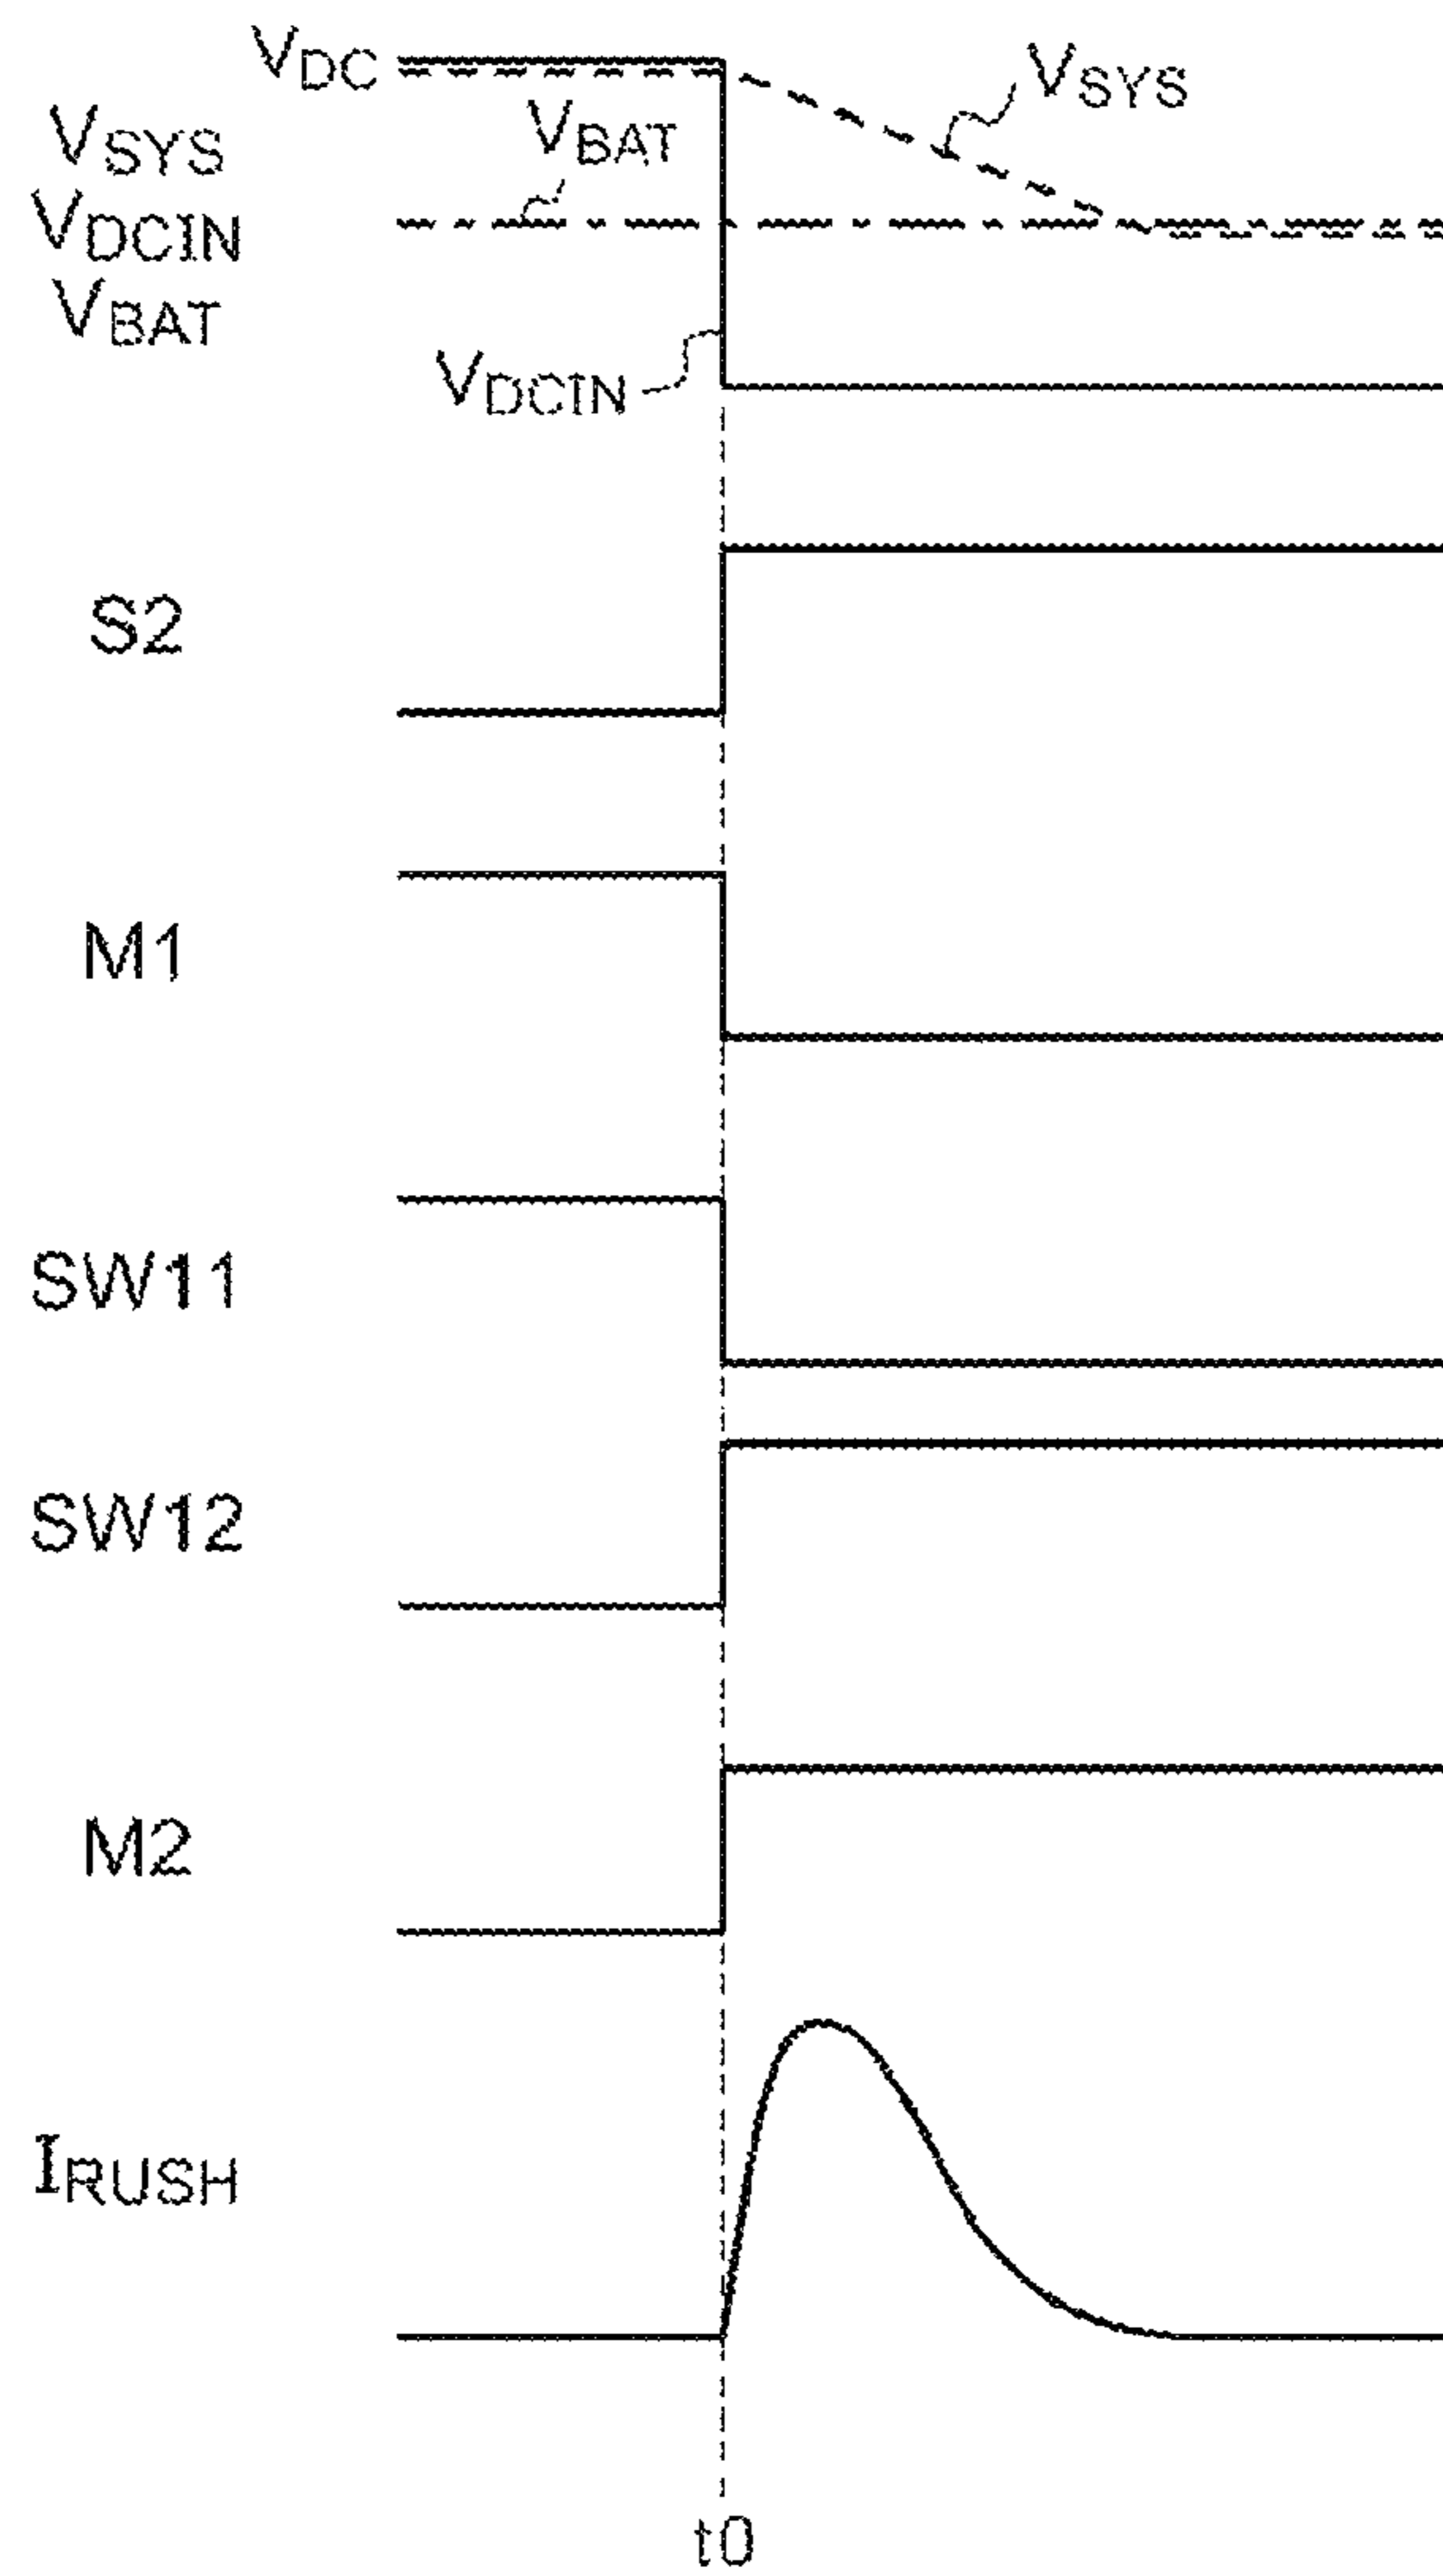 VDC
VSYS
VBAT
VSYS
VDCIN
VBAT
VDCIN
S2
M1
SW11
SW12
M2
IRUSH
t0